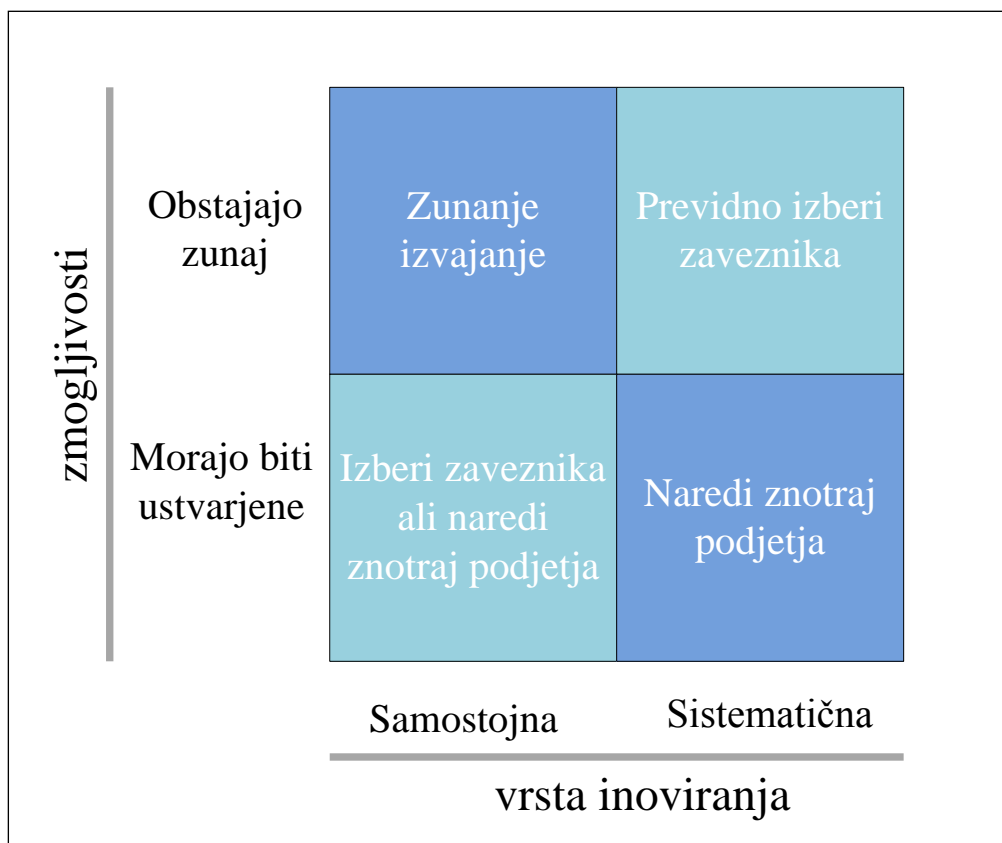 zmogljivosti
Obstajajo
zunaj
Zunanje
izvajanje
Previdno izberi
zaveznika
Morajo biti
ustvarjene
Izberi zaveznika
ali naredi
znotraj podjetja
Naredi znotraj
podjetja
Samostojna
Sistematična
vrsta inoviranja